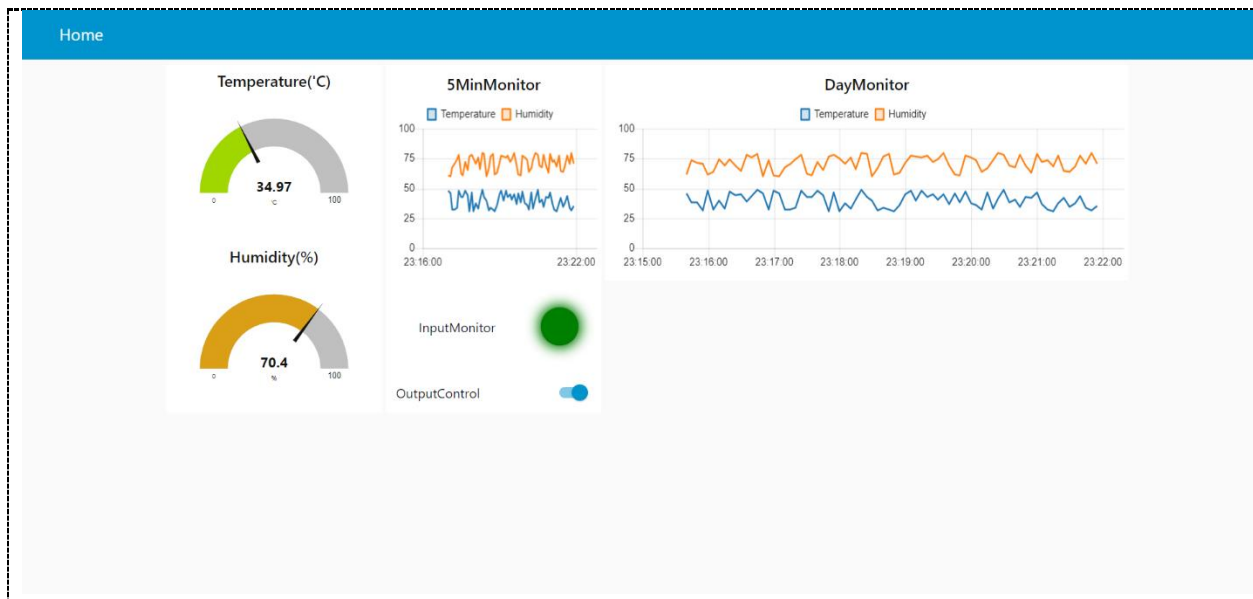 Home
Temperature('C)
34.97
0
'C
100
Humidity(%)
70.4
0
%
100
5MinMonitor
Temperature Humidity
100
75
50
25
0
23:16:00 23:22:00
InputMonitor
OutputControl
DayMonitor
Temperature Humidity
100
75
50
25
0
23:15:00 23:16:00 23:17:00 23:18:00 23:19:00 23:20:00 23:21:00 23:22:00